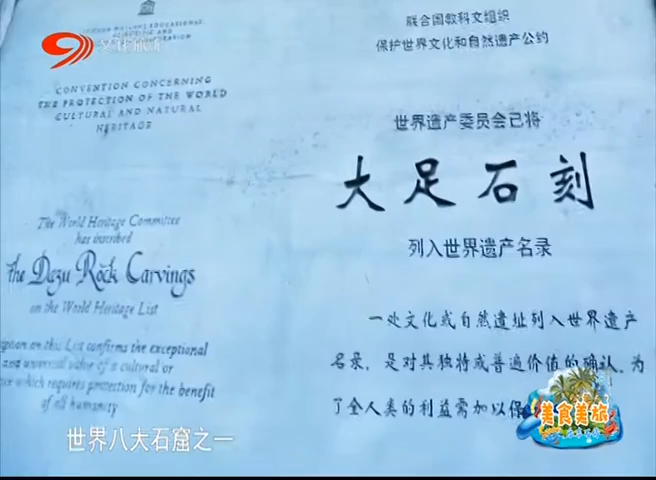 CONVENTION CONCERNING
THE PROTECTION OF THE WORLD
CULTURAL AND NATURAL
HERITAGE
The World Heritage Committee
has inscribed
the Dazu Rock Carvings
on the World Heritage List
on this List confirms the exceptional
and universal value of a cultural or
which requires protection for the benefit
of all humanity
联合国教科文组织
保护世界文化和自然遗产公约
世界遗产委员会已将
大足石刻
列入世界遗产名录
一处文化或自然遗址列入世界遗产
名录，是对其独特或普遍价值的确认，为
了全人类的利益需加以保
世界八大石窟之一
美食美旅